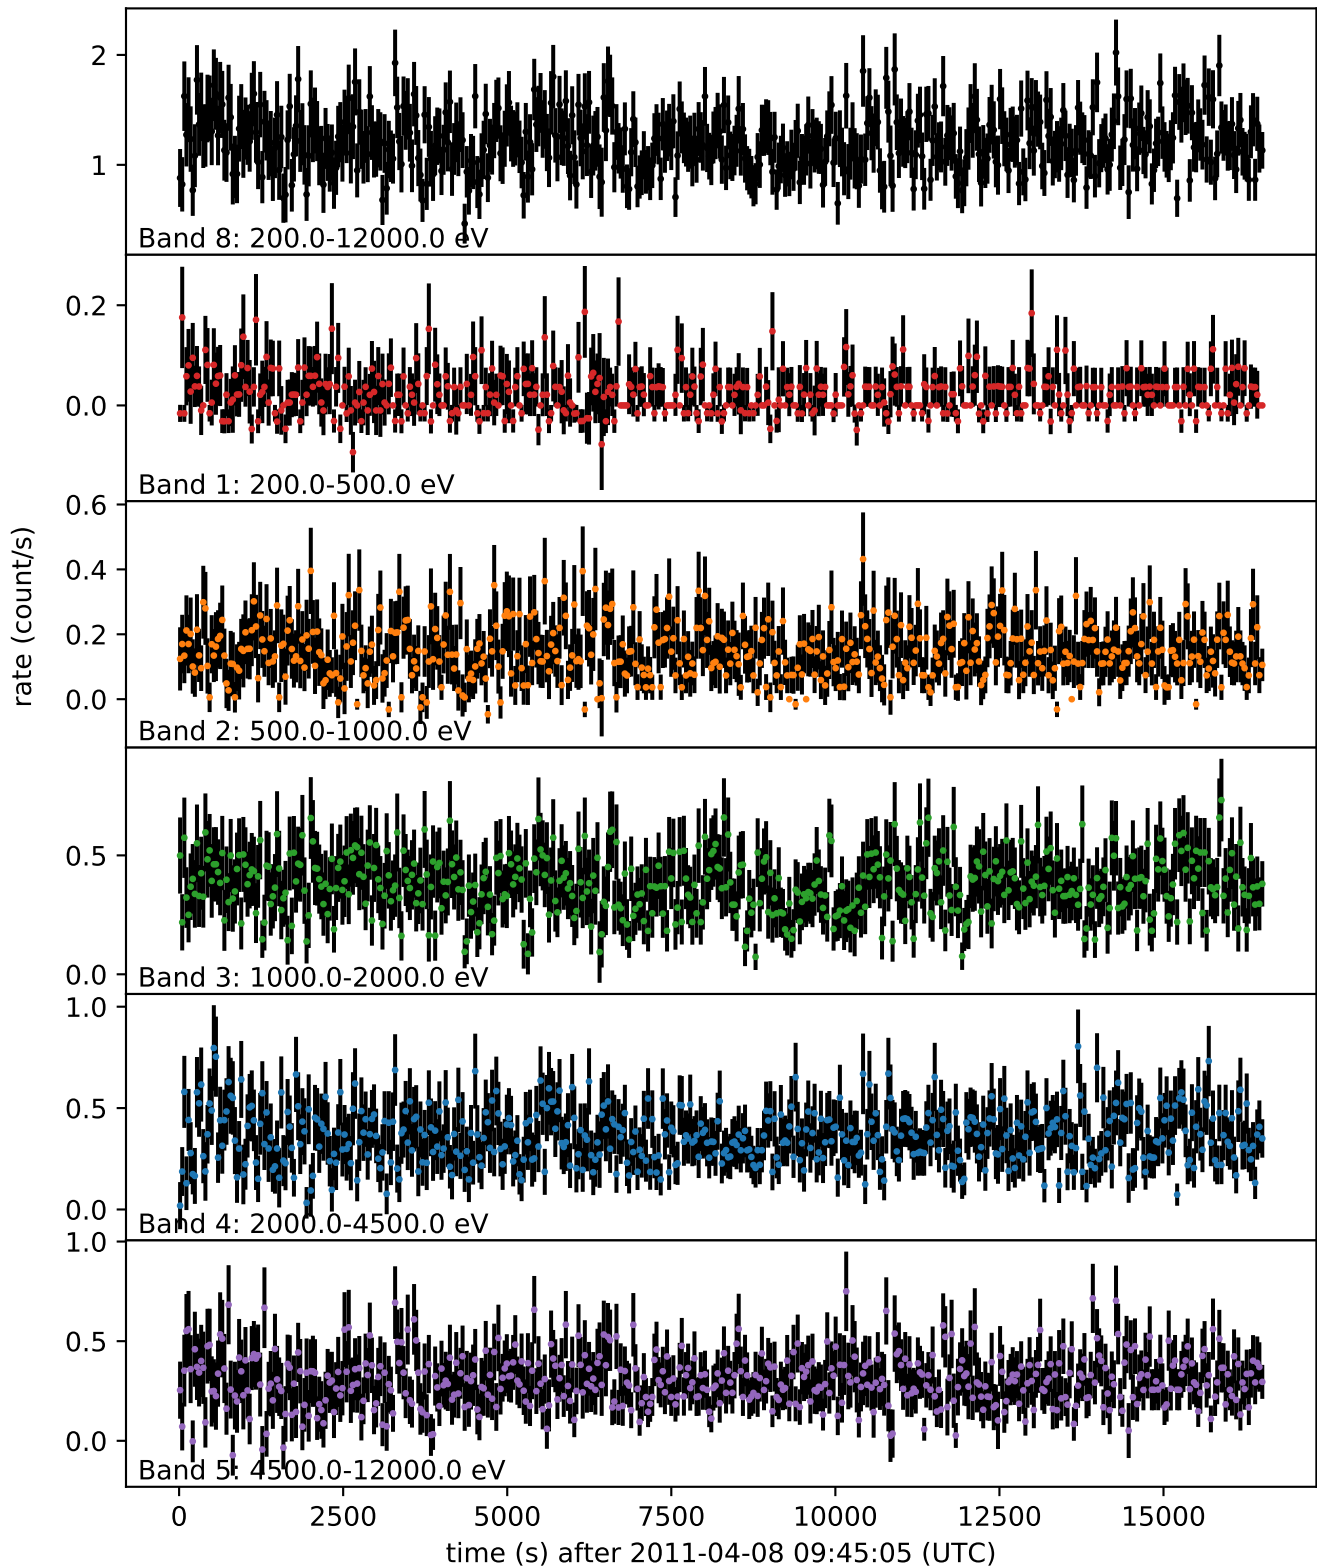 2
1
Band 8: 200.0-12000.0 eV
0.2
0.0
Band 1: 200.0-500.0 eV
0.6
0.4
0.2
0.0
Band 2: 500.0-1000.0 eV
rate (count/s)
0.5
0.0
Band 3: 1000.0-2000.0 eV
1.0
0.5
0.0
Band 4: 2000.0-4500.0 eV
1.0
0.5
0.0
Band 5: 4500.0-12000.0 eV
0 2500 5000 7500 10000 12500 15000
time (s) after 2011-04-08 09:45:05 (UTC)